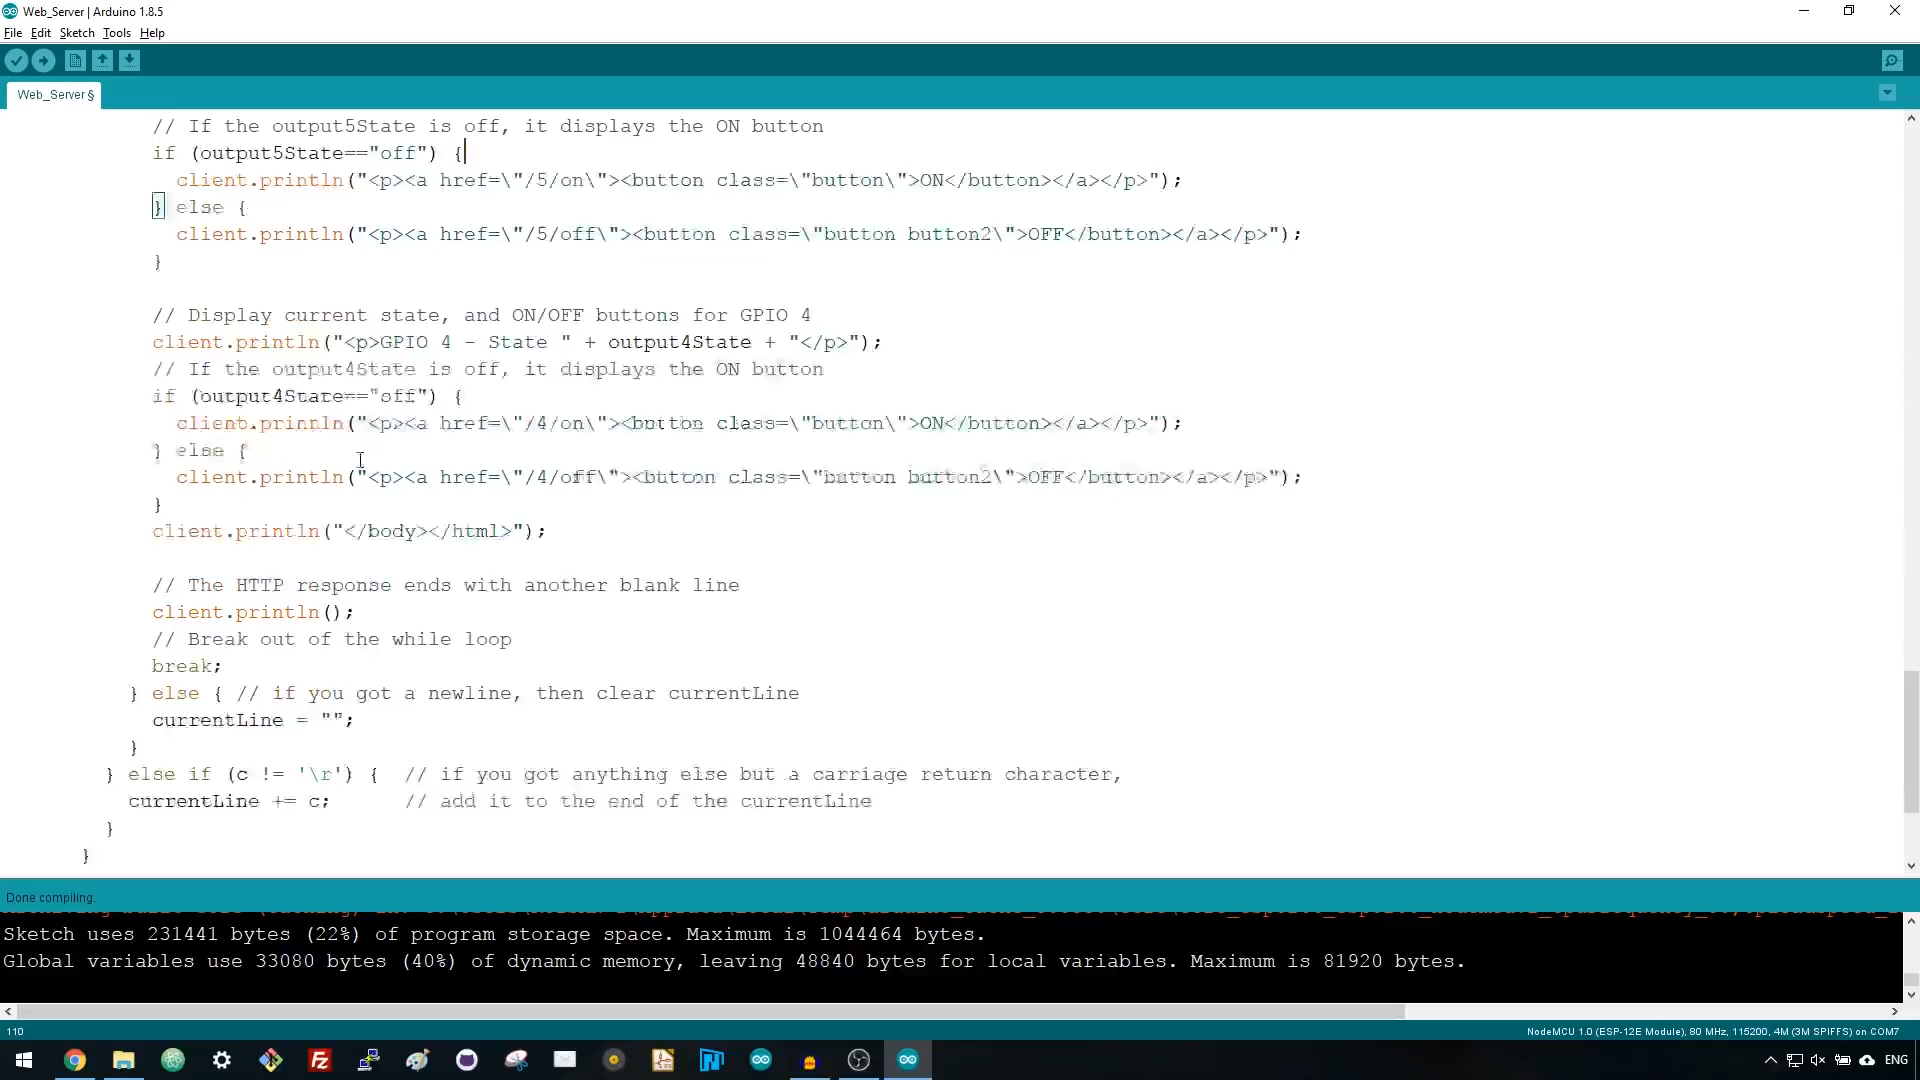 Web_Server | Arduino 1.8.5
File Edit Sketch Tools Help
Web_Server §
// If the output5State is off, it displays the ON button
if (output5State=="off") {
client.println("<p><a href=\"/5/on\"><button class=\"button\">ON</button></a></p>");
} else {
client.println("<p><a href=\"/5/off\"><button class=\"button button2\">OFF</button></a></p>");
}
// Display current state, and ON/OFF buttons for GPIO 4
client.println("<p>GPIO 4 - State " + output4State + "</p>");
// If the output4State is off, it displays the ON button
if (output4State=="off") {
client.println("<p><a href=\"/4/on\"><button class=\"button\">ON</button></a></p>");
} else {
client.println("<p><a href=\"/4/off\"><button class=\"button button2\">OFF</button></a></p>");
}
client.println("</body></html>");
// The HTTP response ends with another blank line
client.println();
// Break out of the while loop
break;
} else { // if you got a newline, then clear currentLine
currentLine = "";
}
} else if (c != '\r') { // if you got anything else but a carriage return character,
currentLine += c; // add it to the end of the currentLine
}
}
Done compiling.
Sketch uses 231441 bytes (22%) of program storage space. Maximum is 1044464 bytes.
Global variables use 33080 bytes (40%) of dynamic memory, leaving 48840 bytes for local variables. Maximum is 81920 bytes.
110
NodeMCU 1.0 (ESP-12E Module), 80 MHz, 115200, 4M (3M SPIFFS) on COM7
ENG